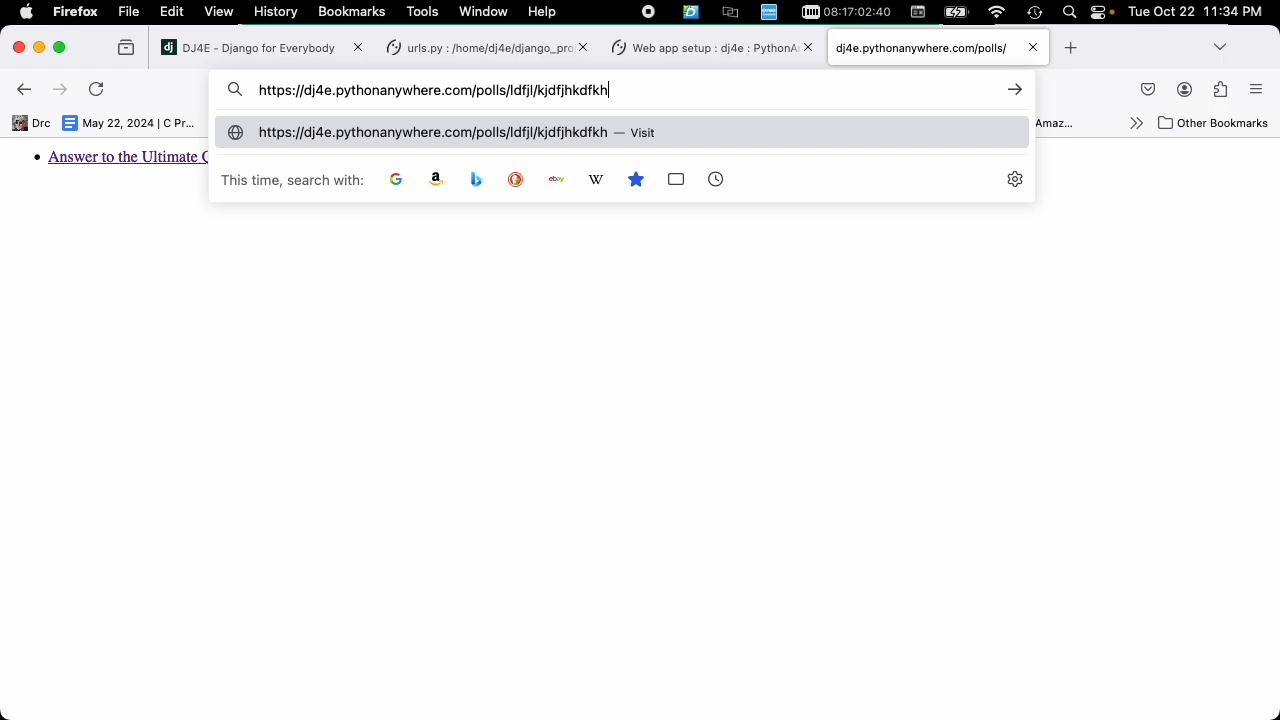 Firefox File Edit View History Bookmarks Tools Window Help 08:17:02:40 Tue Oct 22 11:34 PM
dj DJ4E - Django for Everybody urls.py : /home/dj4e/django_pro Web app setup : dj4e : PythonA dj4e.pythonanywhere.com/polls/
https://dj4e.pythonanywhere.com/polls/ldfjl/kjdfjhkdfkh
Drc May 22, 2024 | C Pr... Amaz... Other Bookmarks
https://dj4e.pythonanywhere.com/polls/ldfjl/kjdfjhkdfkh — Visit
Answer to the Ultimate Q
This time, search with: G a b ebay W